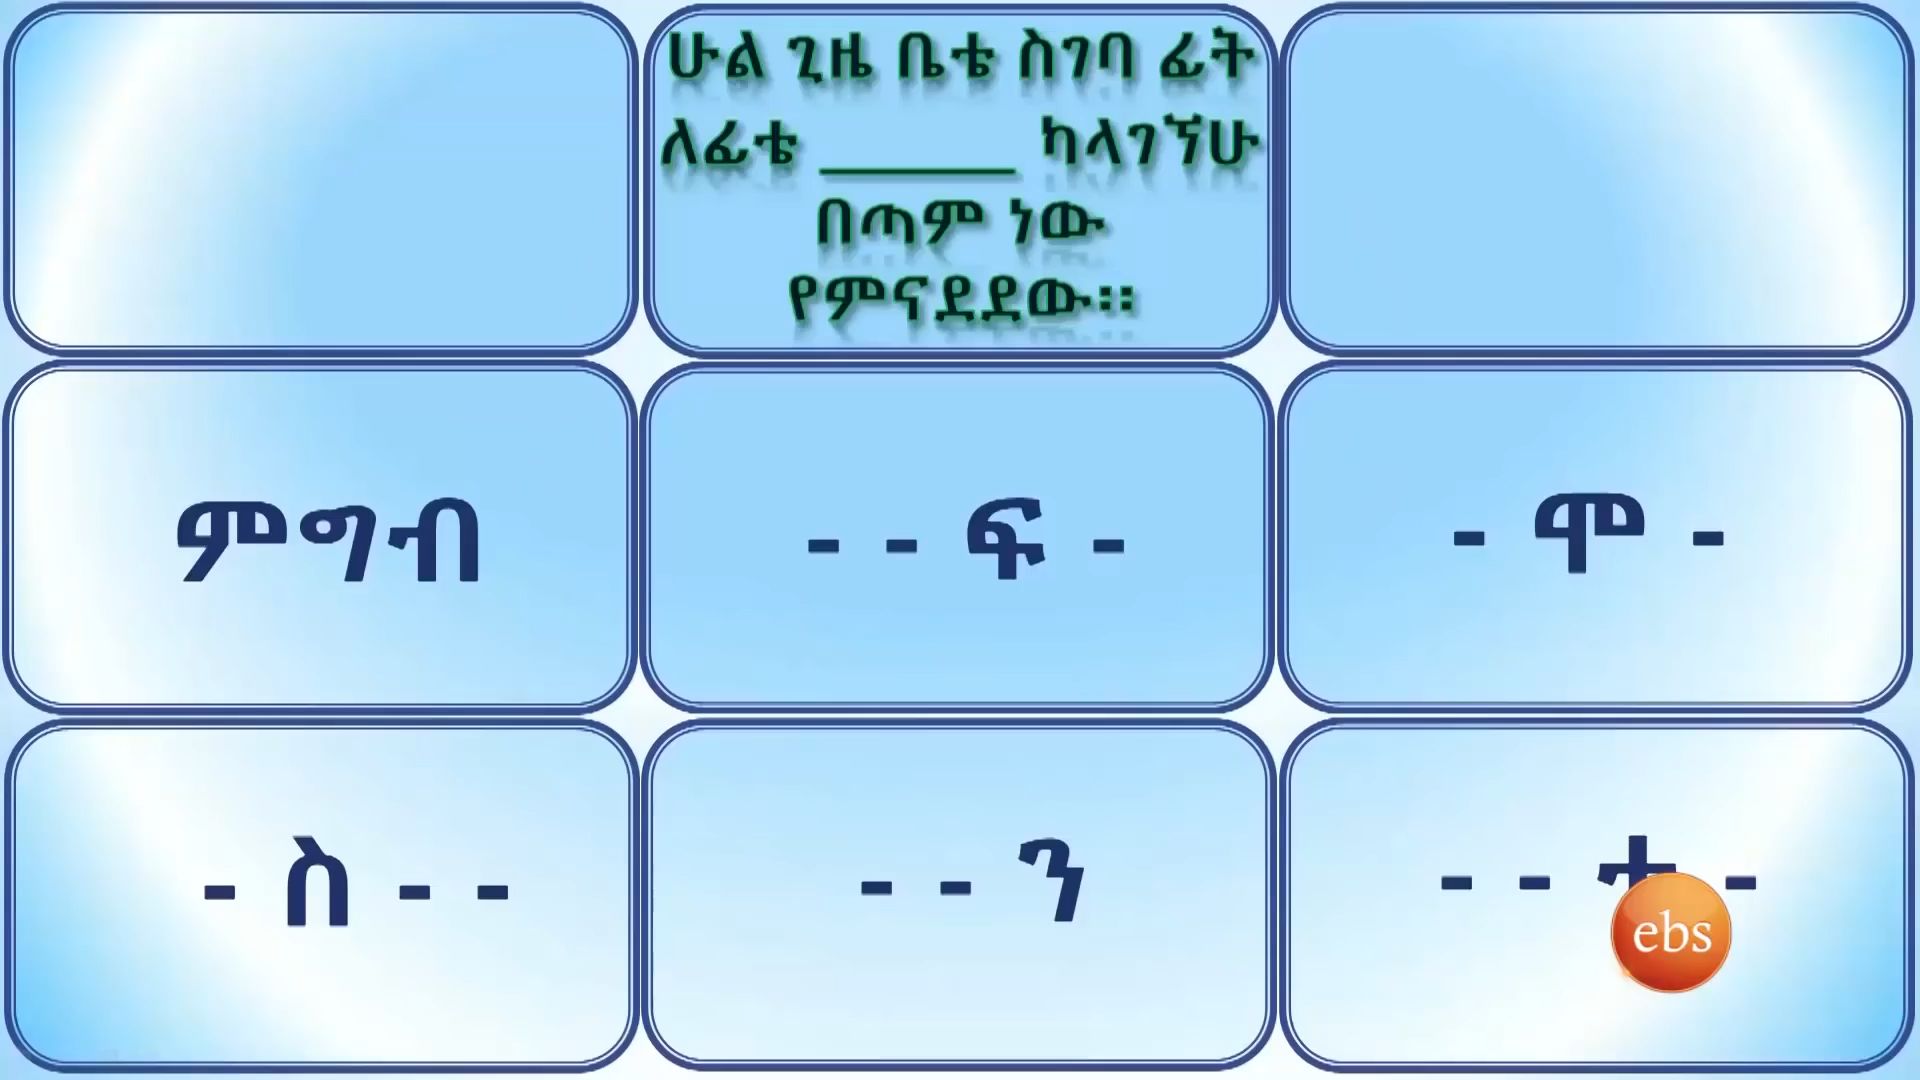 ሁል ጊዜ ቤቴ ስገባ ፊት
ለፊቴ ______ ካላገኘሁ
በጣም ነው
የምናደደው፡፡
ምግብ
- - ፍ -
- ሞ -
- ስ - -
- - ን
- - ተ -
ebs